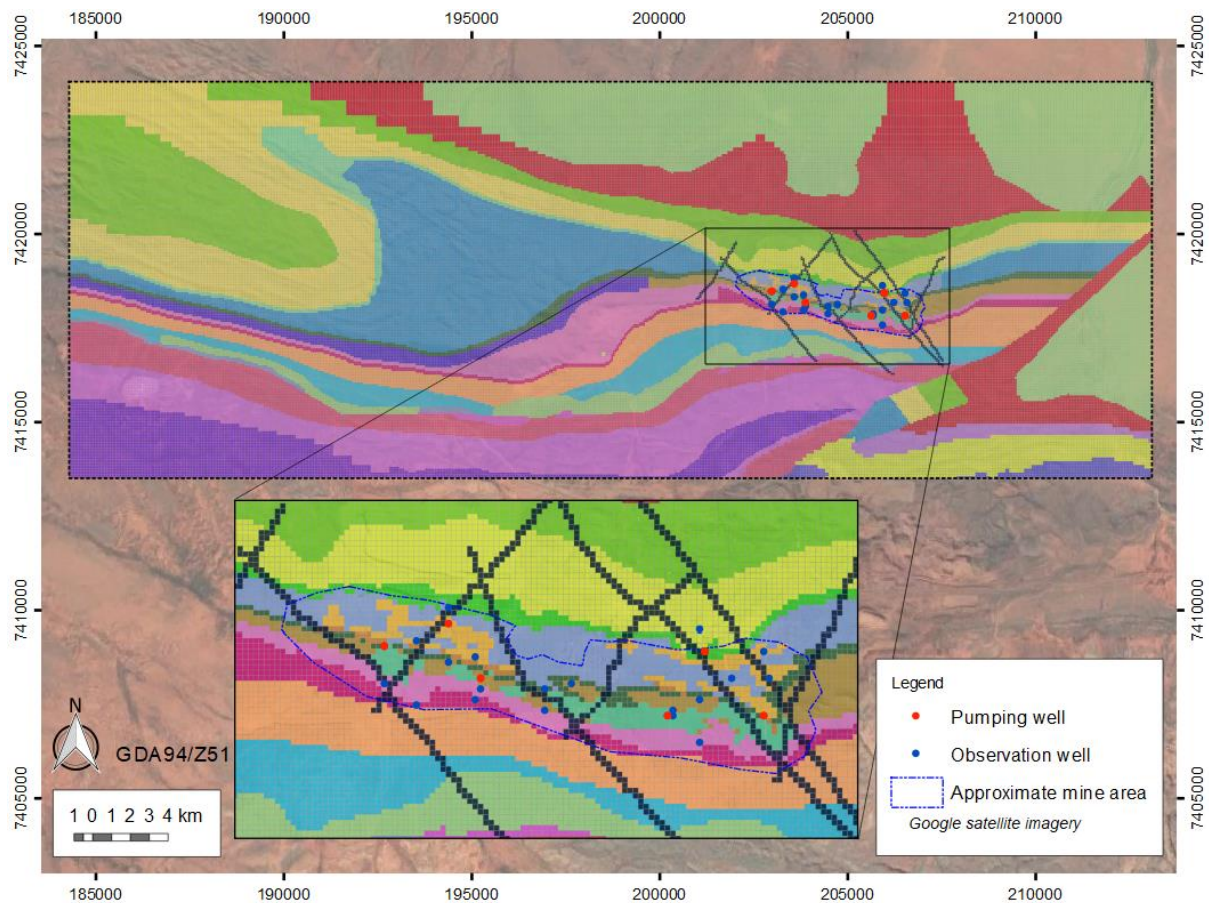 185000 190000 195000 200000 205000 210000
7425000 7425000
7420000 7420000
7415000 7415000
7410000 7410000
7405000 7405000
N
GDA94/Z51
1 0 1 2 3 4 km
Legend
Pumping well
Observation well
Approximate mine area
Google satellite imagery
185000 190000 195000 200000 205000 210000